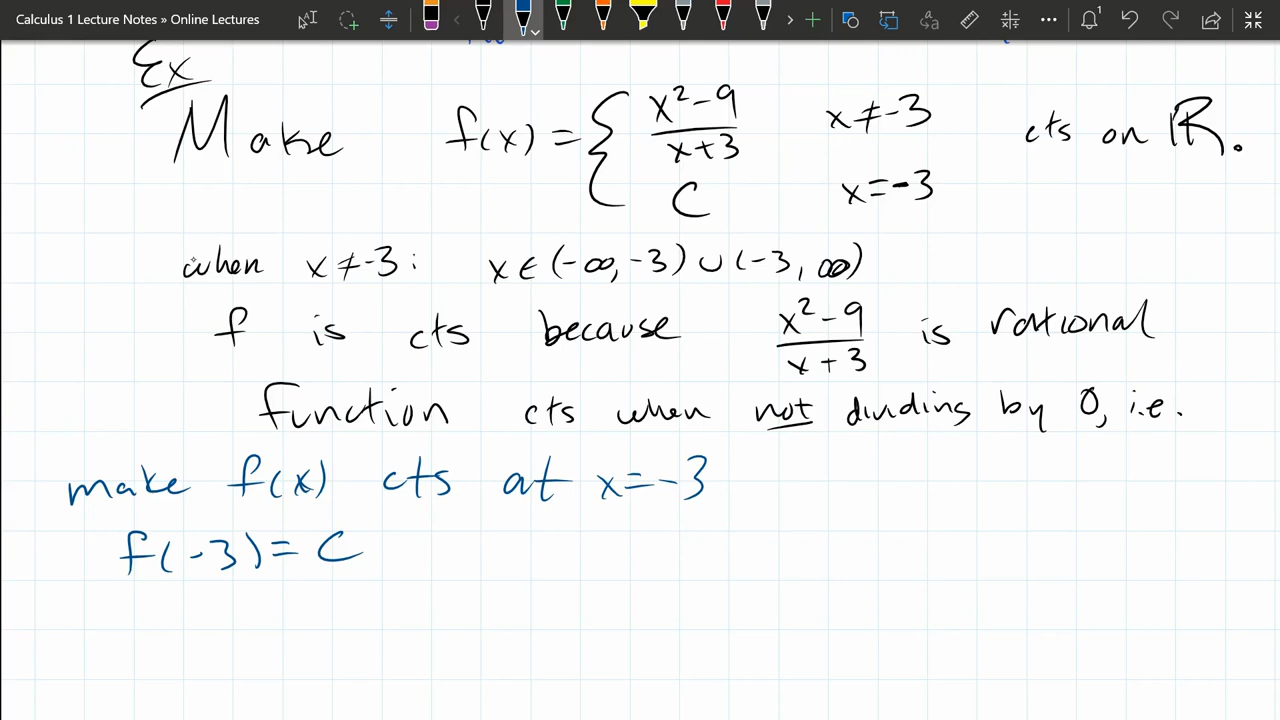 Calculus 1 Lecture Notes » Online Lectures
Ex
Make f(x) = { x²-9 / x+3 x ≠ -3 cts on ℝ.
C x = -3
when x ≠ -3 : x ∈ (-∞, -3) ∪ (-3, ∞)
f is cts because x²-9 / x+3 is rational
function cts when not dividing by 0, i.e.
make f(x) cts at x = -3
f(-3) = C